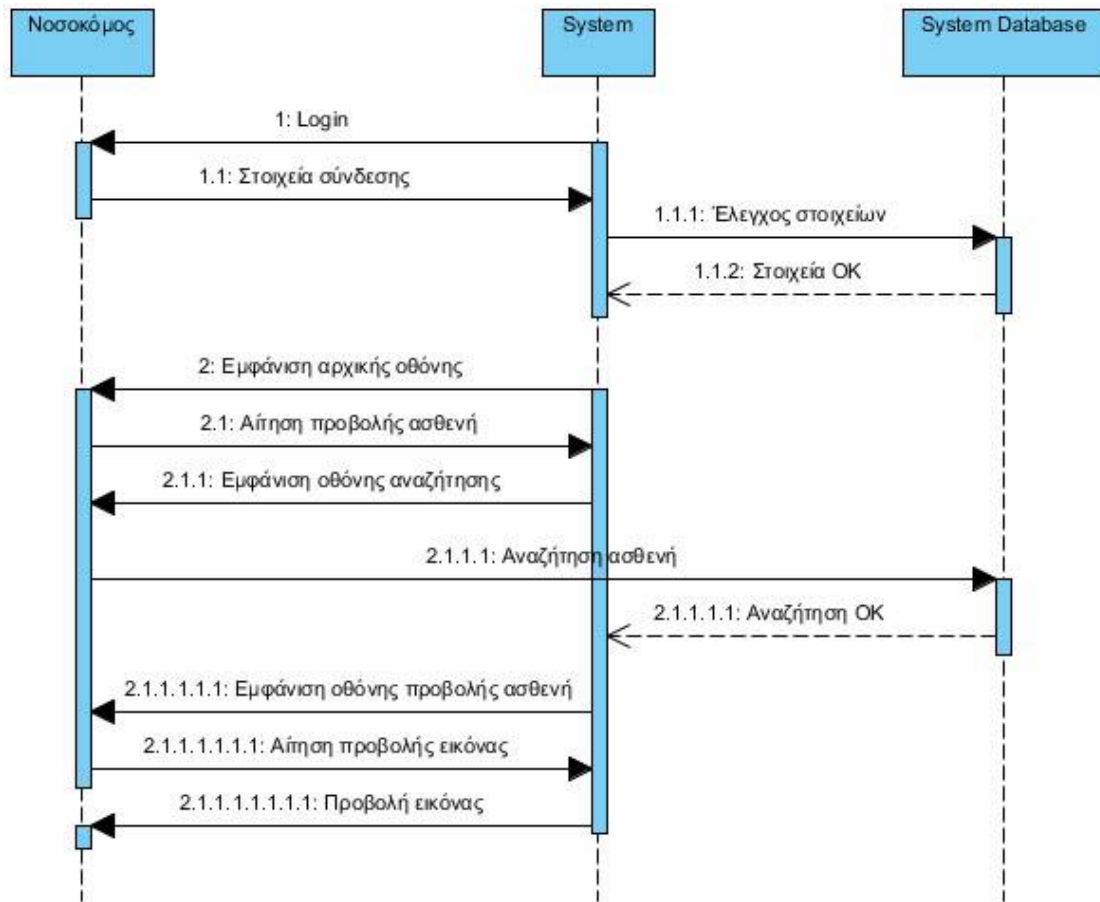 Νοσοκόμος
System
System Database
1: Login
1.1: Στοιχεία σύνδεσης
1.1.1: Έλεγχος στοιχείων
1.1.2: Στοιχεία OK
2: Εμφάνιση αρχικής οθόνης
2.1: Αίτηση προβολής ασθενή
2.1.1: Εμφάνιση οθόνης αναζήτησης
2.1.1.1: Αναζήτηση ασθενή
2.1.1.1.1: Αναζήτηση OK
2.1.1.1.1.1: Εμφάνιση οθόνης προβολής ασθενή
2.1.1.1.1.1.1: Αίτηση προβολής εικόνας
2.1.1.1.1.1.1.1: Προβολή εικόνας